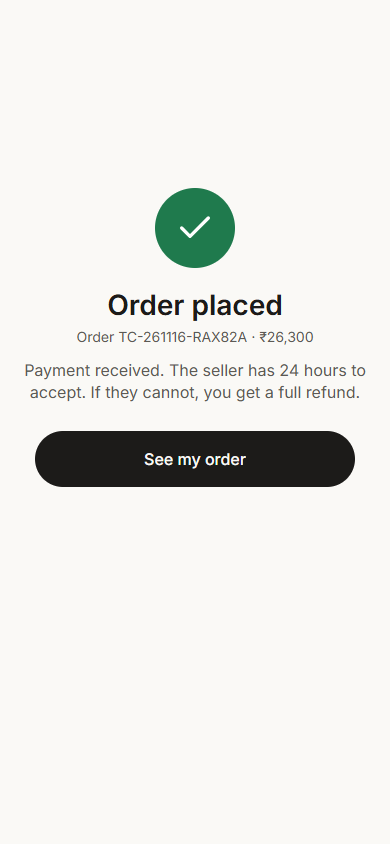 Order placed
Order TC-261116-RAX82A · ₹26,300
Payment received. The seller has 24 hours to
accept. If they cannot, you get a full refund.
See my order